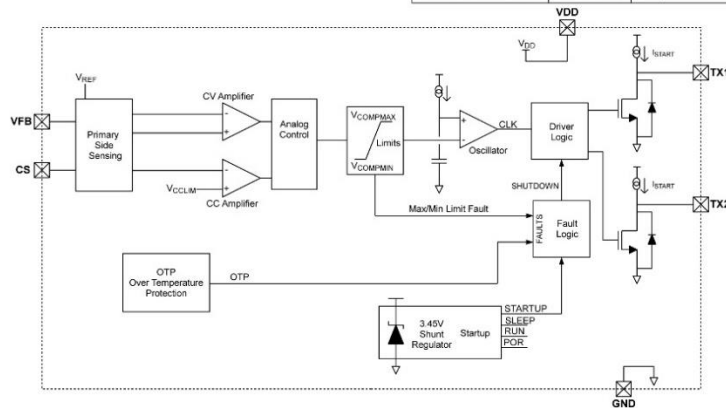 VDD
VDD
ISTART
TX1
VREF
CV Amplifier
VFB
Primary
Side
Sensing
-
+
Analog
Control
VCOMPMAX
Limits
VCOMPMIN
+
-
CLK
Oscillator
Driver
Logic
CS
-
+
VCCLIM
CC Amplifier
SHUTDOWN
ISTART
TX2
Max/Min Limit Fault
FAULTS
Fault
Logic
OTP
Over Temperature
Protection
OTP
3.45V
Shunt
Regulator
Startup
STARTUP
SLEEP
RUN
POR
GND